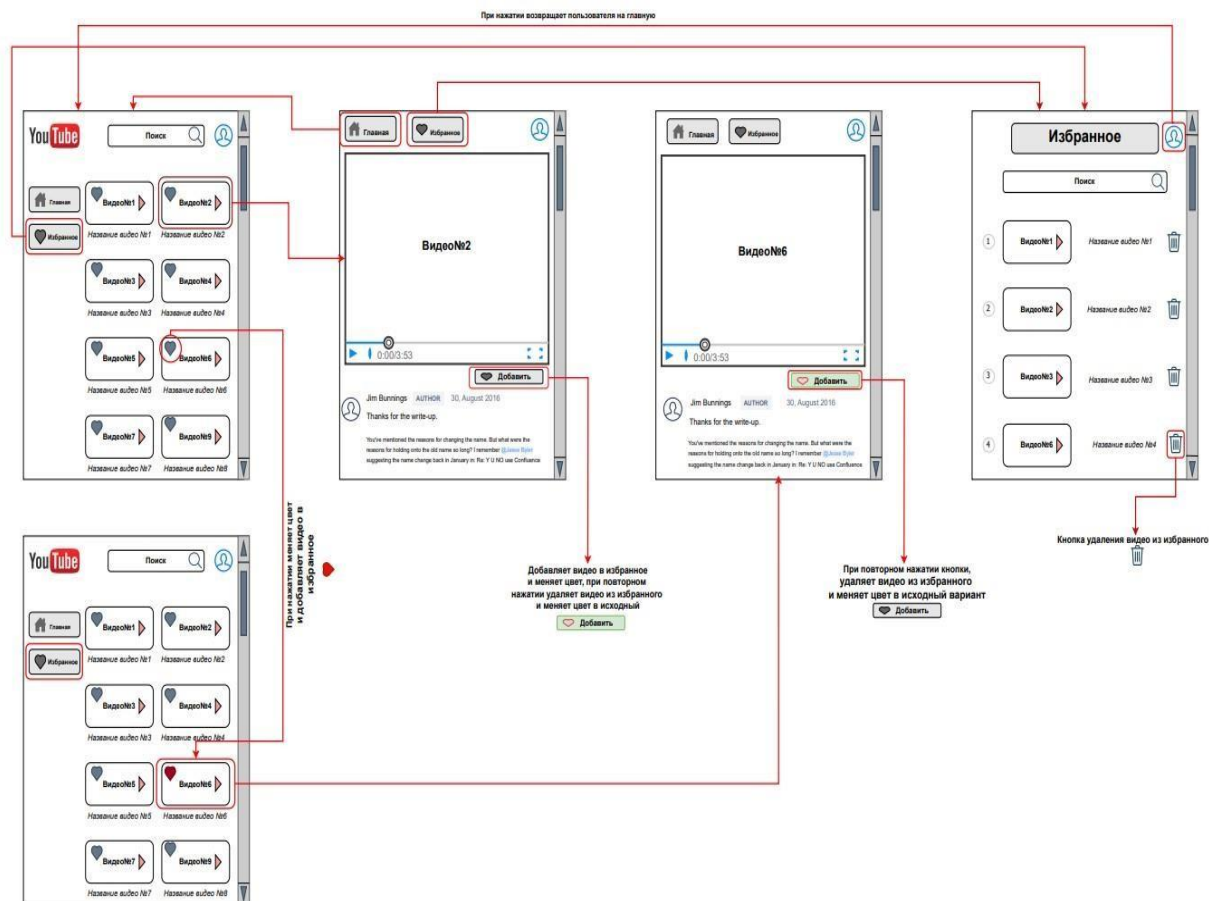 При нажатии возвращает пользователя на главную
YouTube
Поиск
Главная
Избранное
Видео№1
Видео№2
Название видео №1
Название видео №2
Видео№3
Видео№4
Название видео №3
Название видео №4
Видео№5
Видео№6
Название видео №5
Название видео №6
Видео№7
Видео№9
Название видео №7
Название видео №8
Главная
Избранное
Видео№2
0:00/3:53
Добавить
Jim Bunnings AUTHOR 30, August 2016
Thanks for the write-up.
You've mentioned the reasons for changing the name. But what were the
reasons for holding onto the old name so long? I remember @Jesse Byler
suggesting the name change back in January in: Re: Y U NO use Confluence
Главная
Избранное
Видео№6
0:00/3:53
Добавить
Jim Bunnings AUTHOR 30, August 2016
Thanks for the write-up.
You've mentioned the reasons for changing the name. But what were the
reasons for holding onto the old name so long? I remember @Jesse Byler
suggesting the name change back in January in: Re: Y U NO use Confluence
Избранное
Поиск
1 Видео№1 Название видео №1
2 Видео№2 Название видео №2
3 Видео№3 Название видео №3
4 Видео№6 Название видео №4
При нажатии меняет цвет
и добавляет видео в
избранное
Добавляет видео в избранное
и меняет цвет, при повторном
нажатии удаляет видео из избранного
и меняет цвет в исходный
Добавить
При повторном нажатии кнопки,
удаляет видео из избранного
и меняет цвет в исходный вариант
Добавить
Кнопка удаления видео из избранного
YouTube
Поиск
Главная
Избранное
Видео№1
Видео№2
Название видео №1
Название видео №2
Видео№3
Видео№4
Название видео №3
Название видео №4
Видео№5
Видео№6
Название видео №5
Название видео №6
Видео№7
Видео№9
Название видео №7
Название видео №8